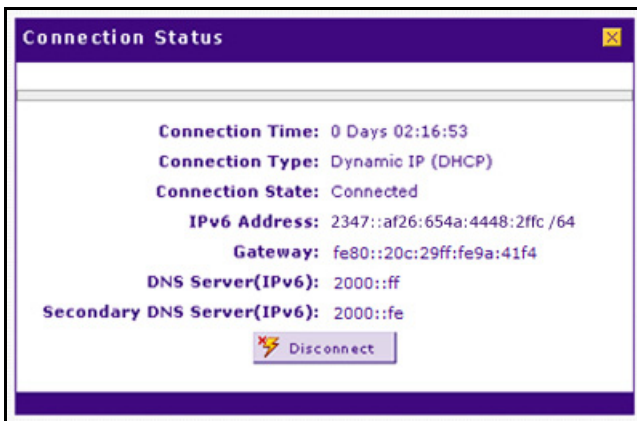 Connection Status
Connection Time: 0 Days 02:16:53
Connection Type: Dynamic IP (DHCP)
Connection State: Connected
IPv6 Address: 2347::af26:654a:4448:2ffc /64
Gateway: fe80::20c:29ff:fe9a:41f4
DNS Server(IPv6): 2000::ff
Secondary DNS Server(IPv6): 2000::fe
Disconnect